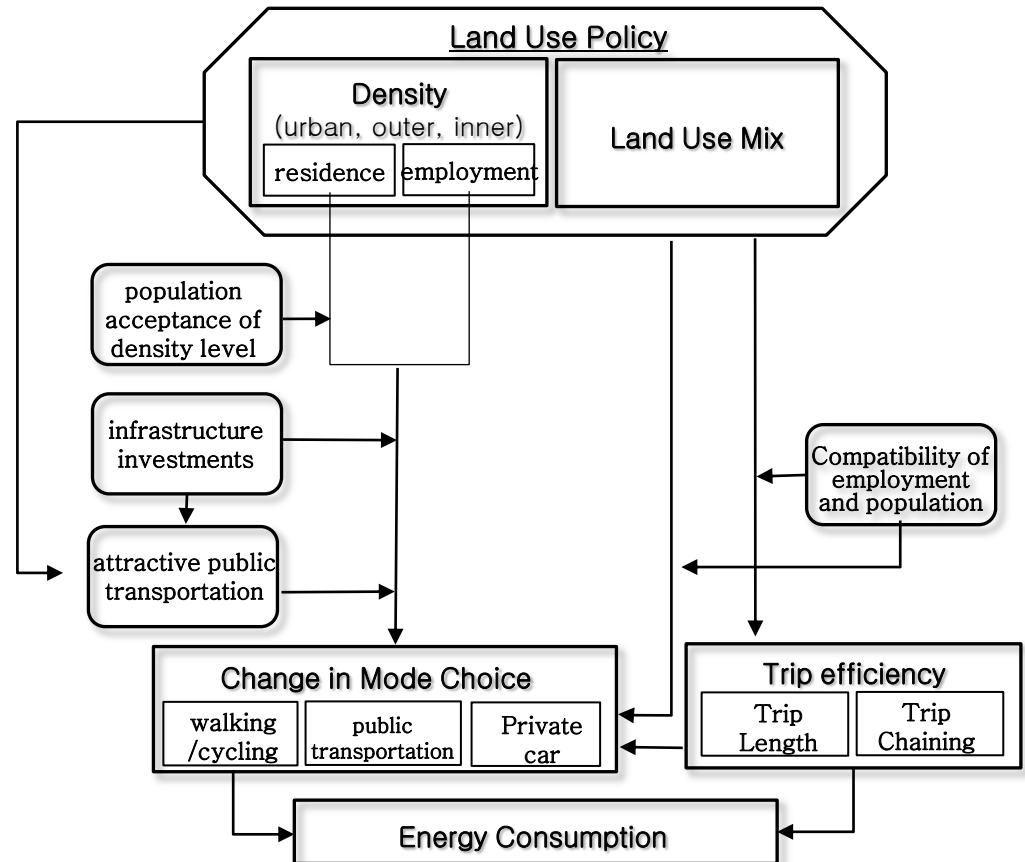 Land Use Policy
Density
(urban, outer, inner)
residence
employment
Land Use Mix
population
acceptance of
density level
infrastructure
investments
attractive public
transportation
Compatibility of
employment
and population
Change in Mode Choice
walking
/cycling
public
transportation
Private
car
Trip efficiency
Trip
Length
Trip
Chaining
Energy Consumption